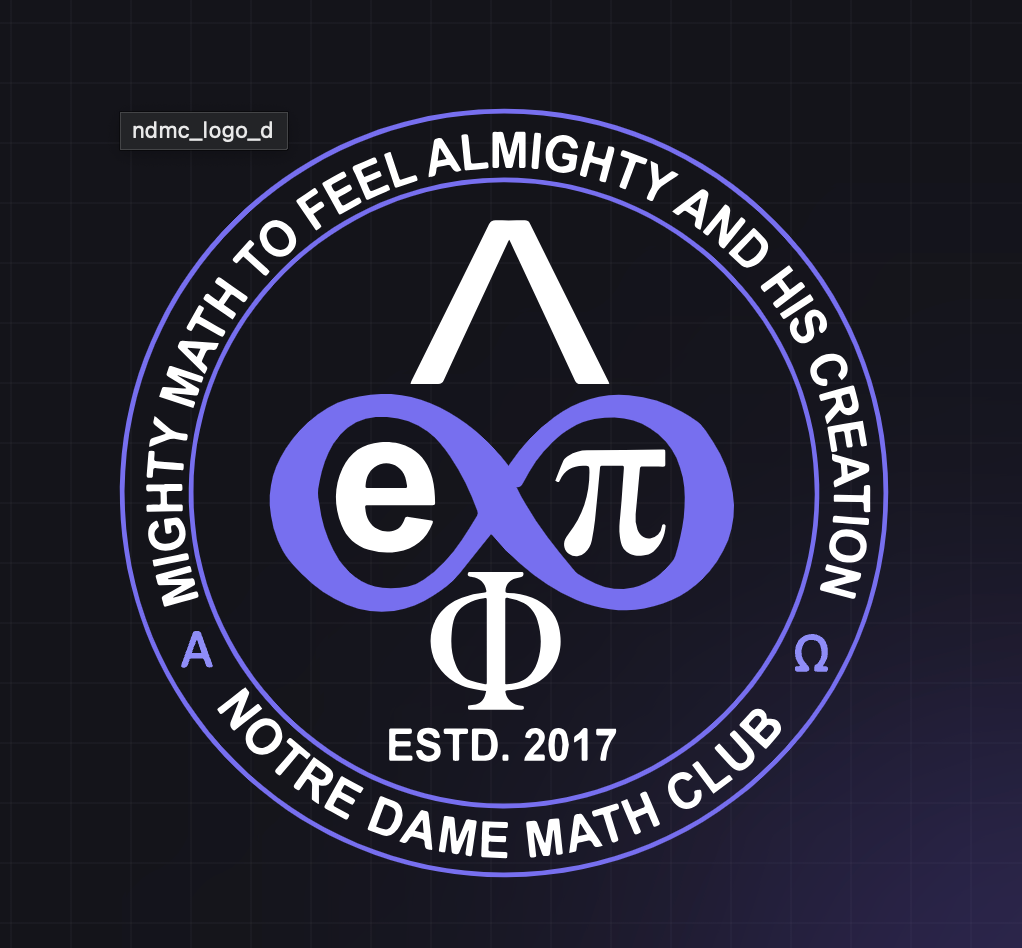 ndmc_logo_d
MIGHTY MATH TO FEEL ALMIGHTY AND HIS CREATION
Λ
e π
Φ
Α Ω
ESTD. 2017
NOTRE DAME MATH CLUB